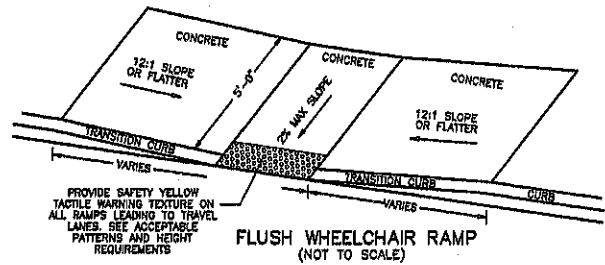 CONCRETE
12:1 SLOPE
OR FLATTER
5'-0"
CONCRETE
2% MAX SLOPE
CONCRETE
12:1 SLOPE
OR FLATTER
TRANSITION CURB
VARIES
TRANSITION CURB
CURB
VARIES
PROVIDE SAFETY YELLOW
TACTILE WARNING TEXTURE ON
ALL RAMPS LEADING TO TRAVEL
LANES. SEE ACCEPTABLE
PATTERNS AND HEIGHT
REQUIREMENTS
FLUSH WHEELCHAIR RAMP
(NOT TO SCALE)